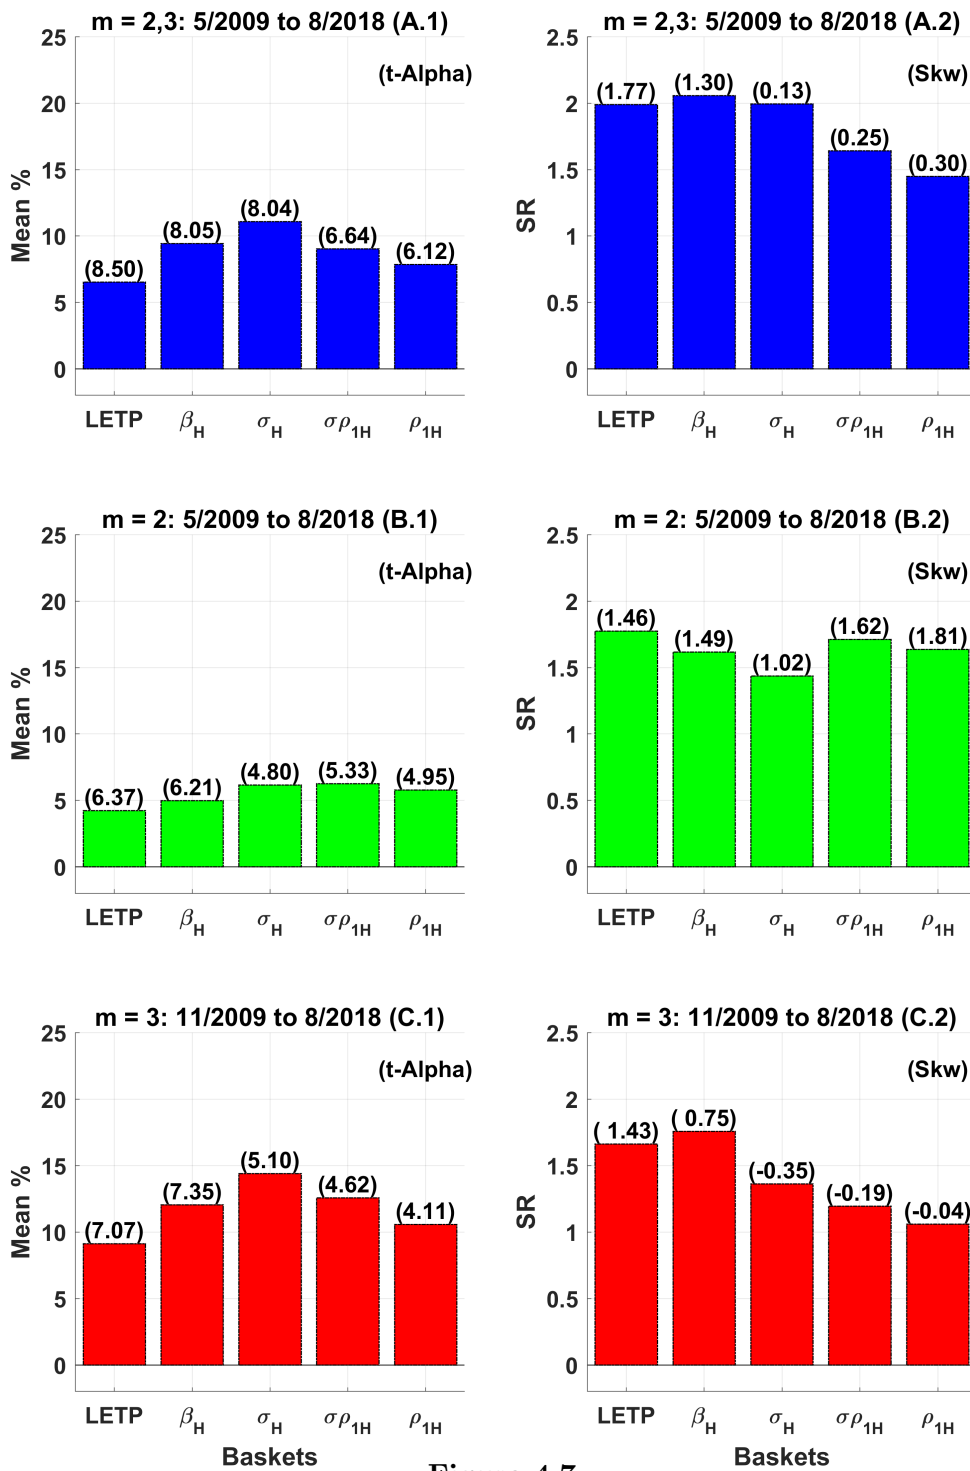 m = 2,3: 5/2009 to 8/2018 (A.1)
25
20
15
10
5
0
Mean %
(t-Alpha)
(8.50) (8.05) (8.04) (6.64) (6.12)
LETP β_H σ_H σρ_1H ρ_1H
m = 2,3: 5/2009 to 8/2018 (A.2)
2.5
2
1.5
1
0.5
0
SR
(Skw)
(1.77) (1.30) (0.13) (0.25) (0.30)
LETP β_H σ_H σρ_1H ρ_1H
m = 2: 5/2009 to 8/2018 (B.1)
25
20
15
10
5
0
Mean %
(t-Alpha)
(6.37) (6.21) (4.80) (5.33) (4.95)
LETP β_H σ_H σρ_1H ρ_1H
m = 2: 5/2009 to 8/2018 (B.2)
2.5
2
1.5
1
0.5
0
SR
(Skw)
(1.46) (1.49) (1.02) (1.62) (1.81)
LETP β_H σ_H σρ_1H ρ_1H
m = 3: 11/2009 to 8/2018 (C.1)
25
20
15
10
5
0
Mean %
(t-Alpha)
(7.07) (7.35) (5.10) (4.62) (4.11)
LETP β_H σ_H σρ_1H ρ_1H
Baskets
m = 3: 11/2009 to 8/2018 (C.2)
2.5
2
1.5
1
0.5
0
SR
(Skw)
( 1.43) ( 0.75) (-0.35) (-0.19) (-0.04)
LETP β_H σ_H σρ_1H ρ_1H
Baskets